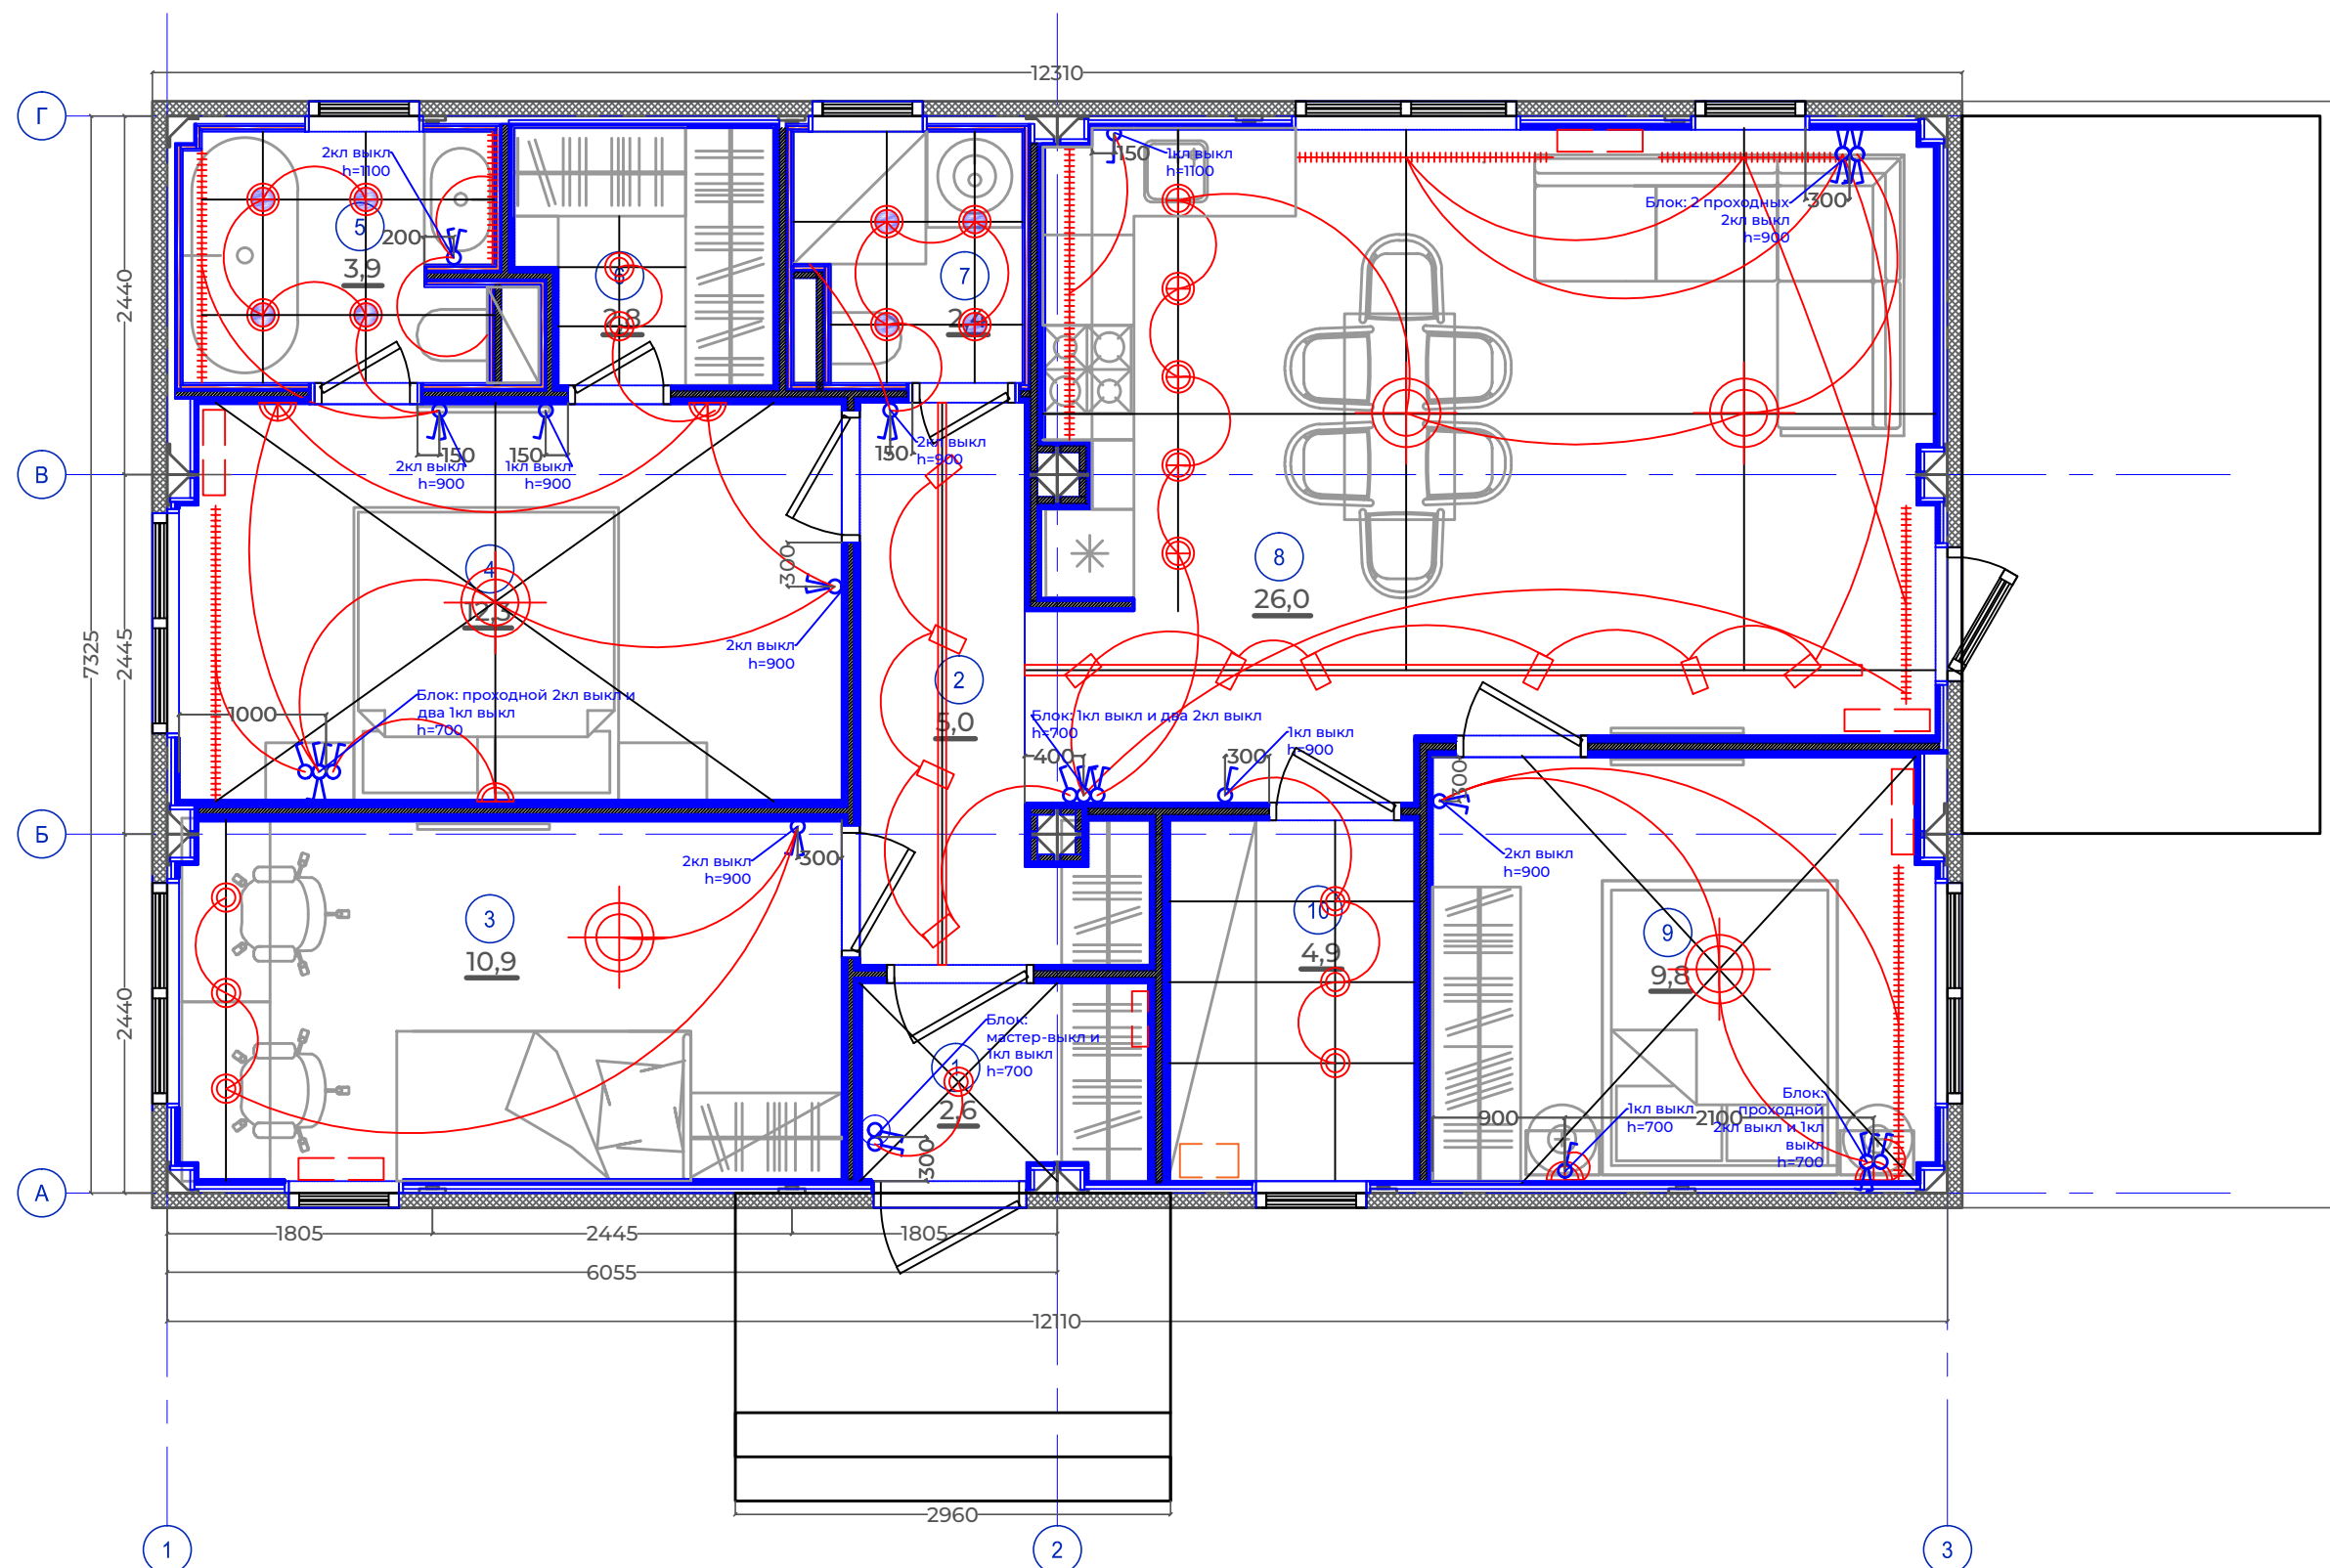 12310
Г
2кл выкл
h=1100
150
1кл выкл
h=1100
5
200
3,9
6
7
Блок: 2 проходных
2кл выкл
h=900
300
8
26,0
2440
В
150
2кл выкл
h=900
150
1кл выкл
h=900
150
2кл выкл
h=900
4
12,3
300
2кл выкл
h=900
7325
2445
1000
Блок: проходной 2кл выкл и
два 1кл выкл
h=700
2
5,0
Блок: 1кл выкл и два 2кл выкл
h=700
400
300
1кл выкл
h=900
300
2кл выкл
h=900
Б
2кл выкл
h=900
300
3
10,9
10
4,9
9
9,8
2440
Блок:
мастер-выкл и
1кл выкл
h=700
1
2,6
300
900
1кл выкл
h=700
2100
Блок:
проходной
2кл выкл и 1кл
выкл
h=700
А
1805
2445
1805
6055
12110
2960
1
2
3